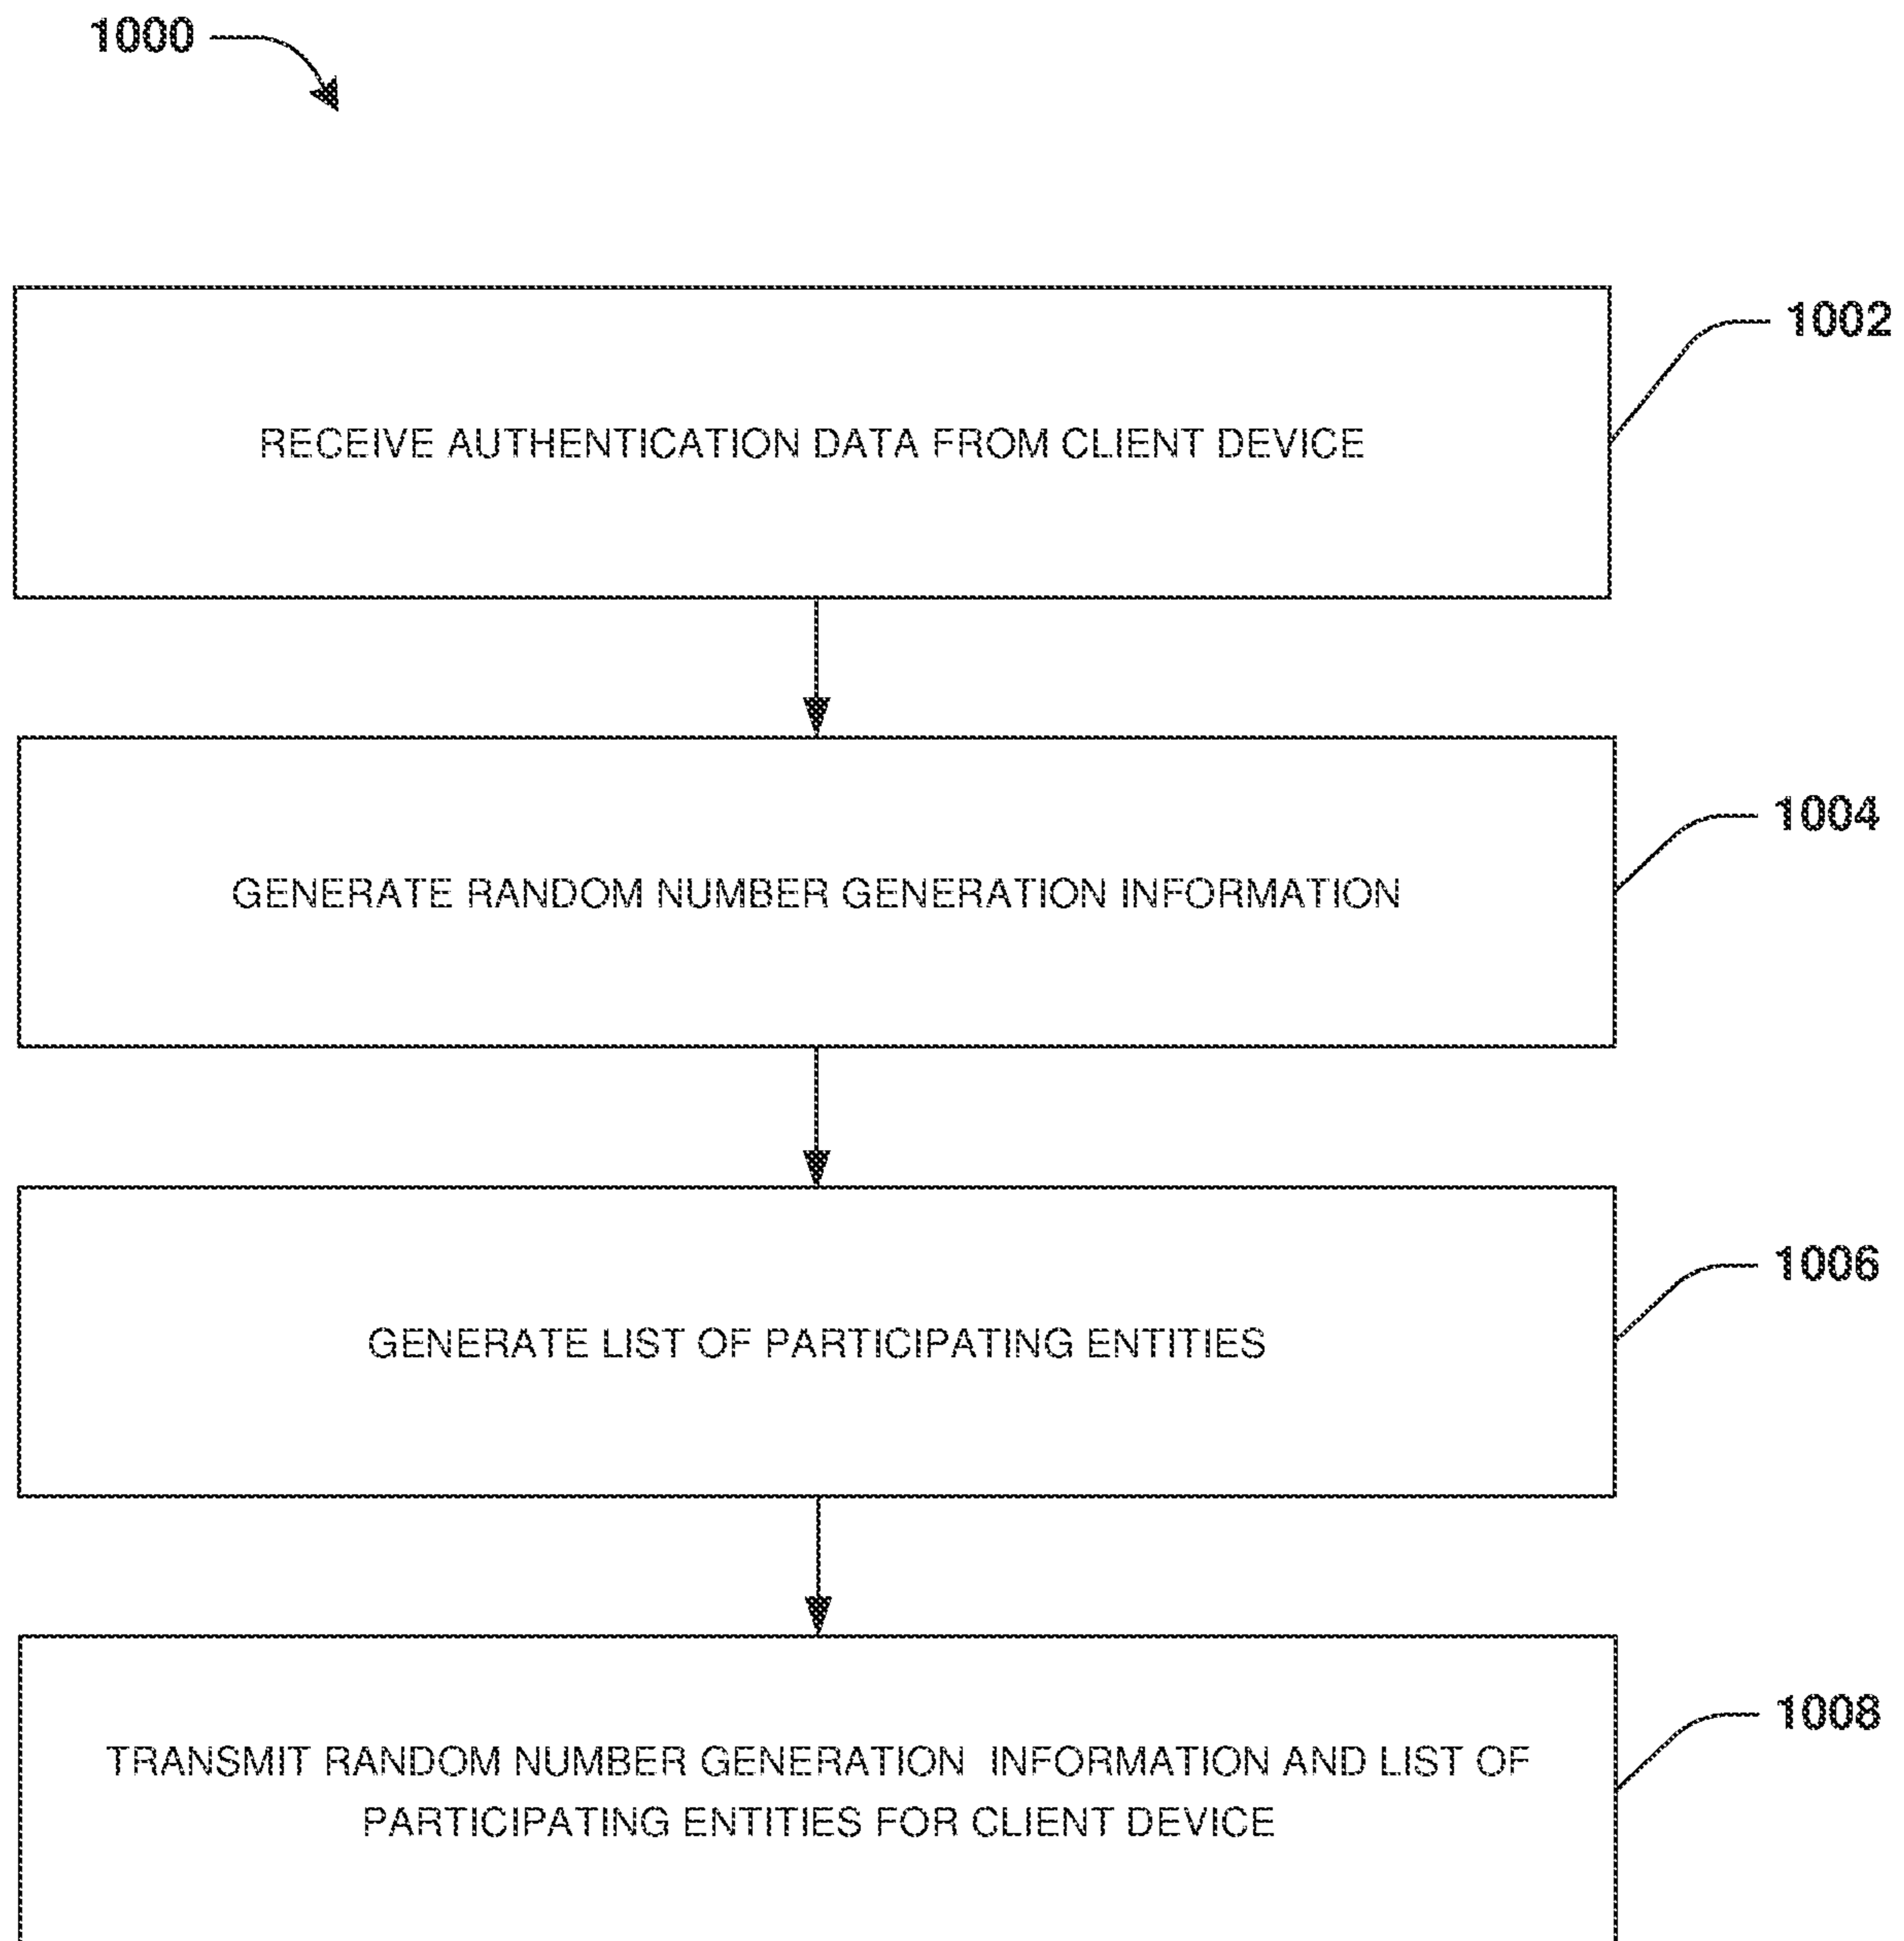 1000
1002
RECEIVE AUTHENTICATION DATA FROM CLIENT DEVICE
1004
GENERATE RANDOM NUMBER GENERATION INFORMATION
1006
GENERATE LIST OF PARTICIPATING ENTITIES
1008
TRANSMIT RANDOM NUMBER GENERATION INFORMATION AND LIST OF
PARTICIPATING ENTITIES FOR CLIENT DEVICE